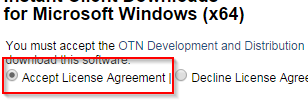 for Microsoft Windows (x64)
You must accept the OTN Development and Distribution
download this software.
Accept License Agreement | Decline License Agre